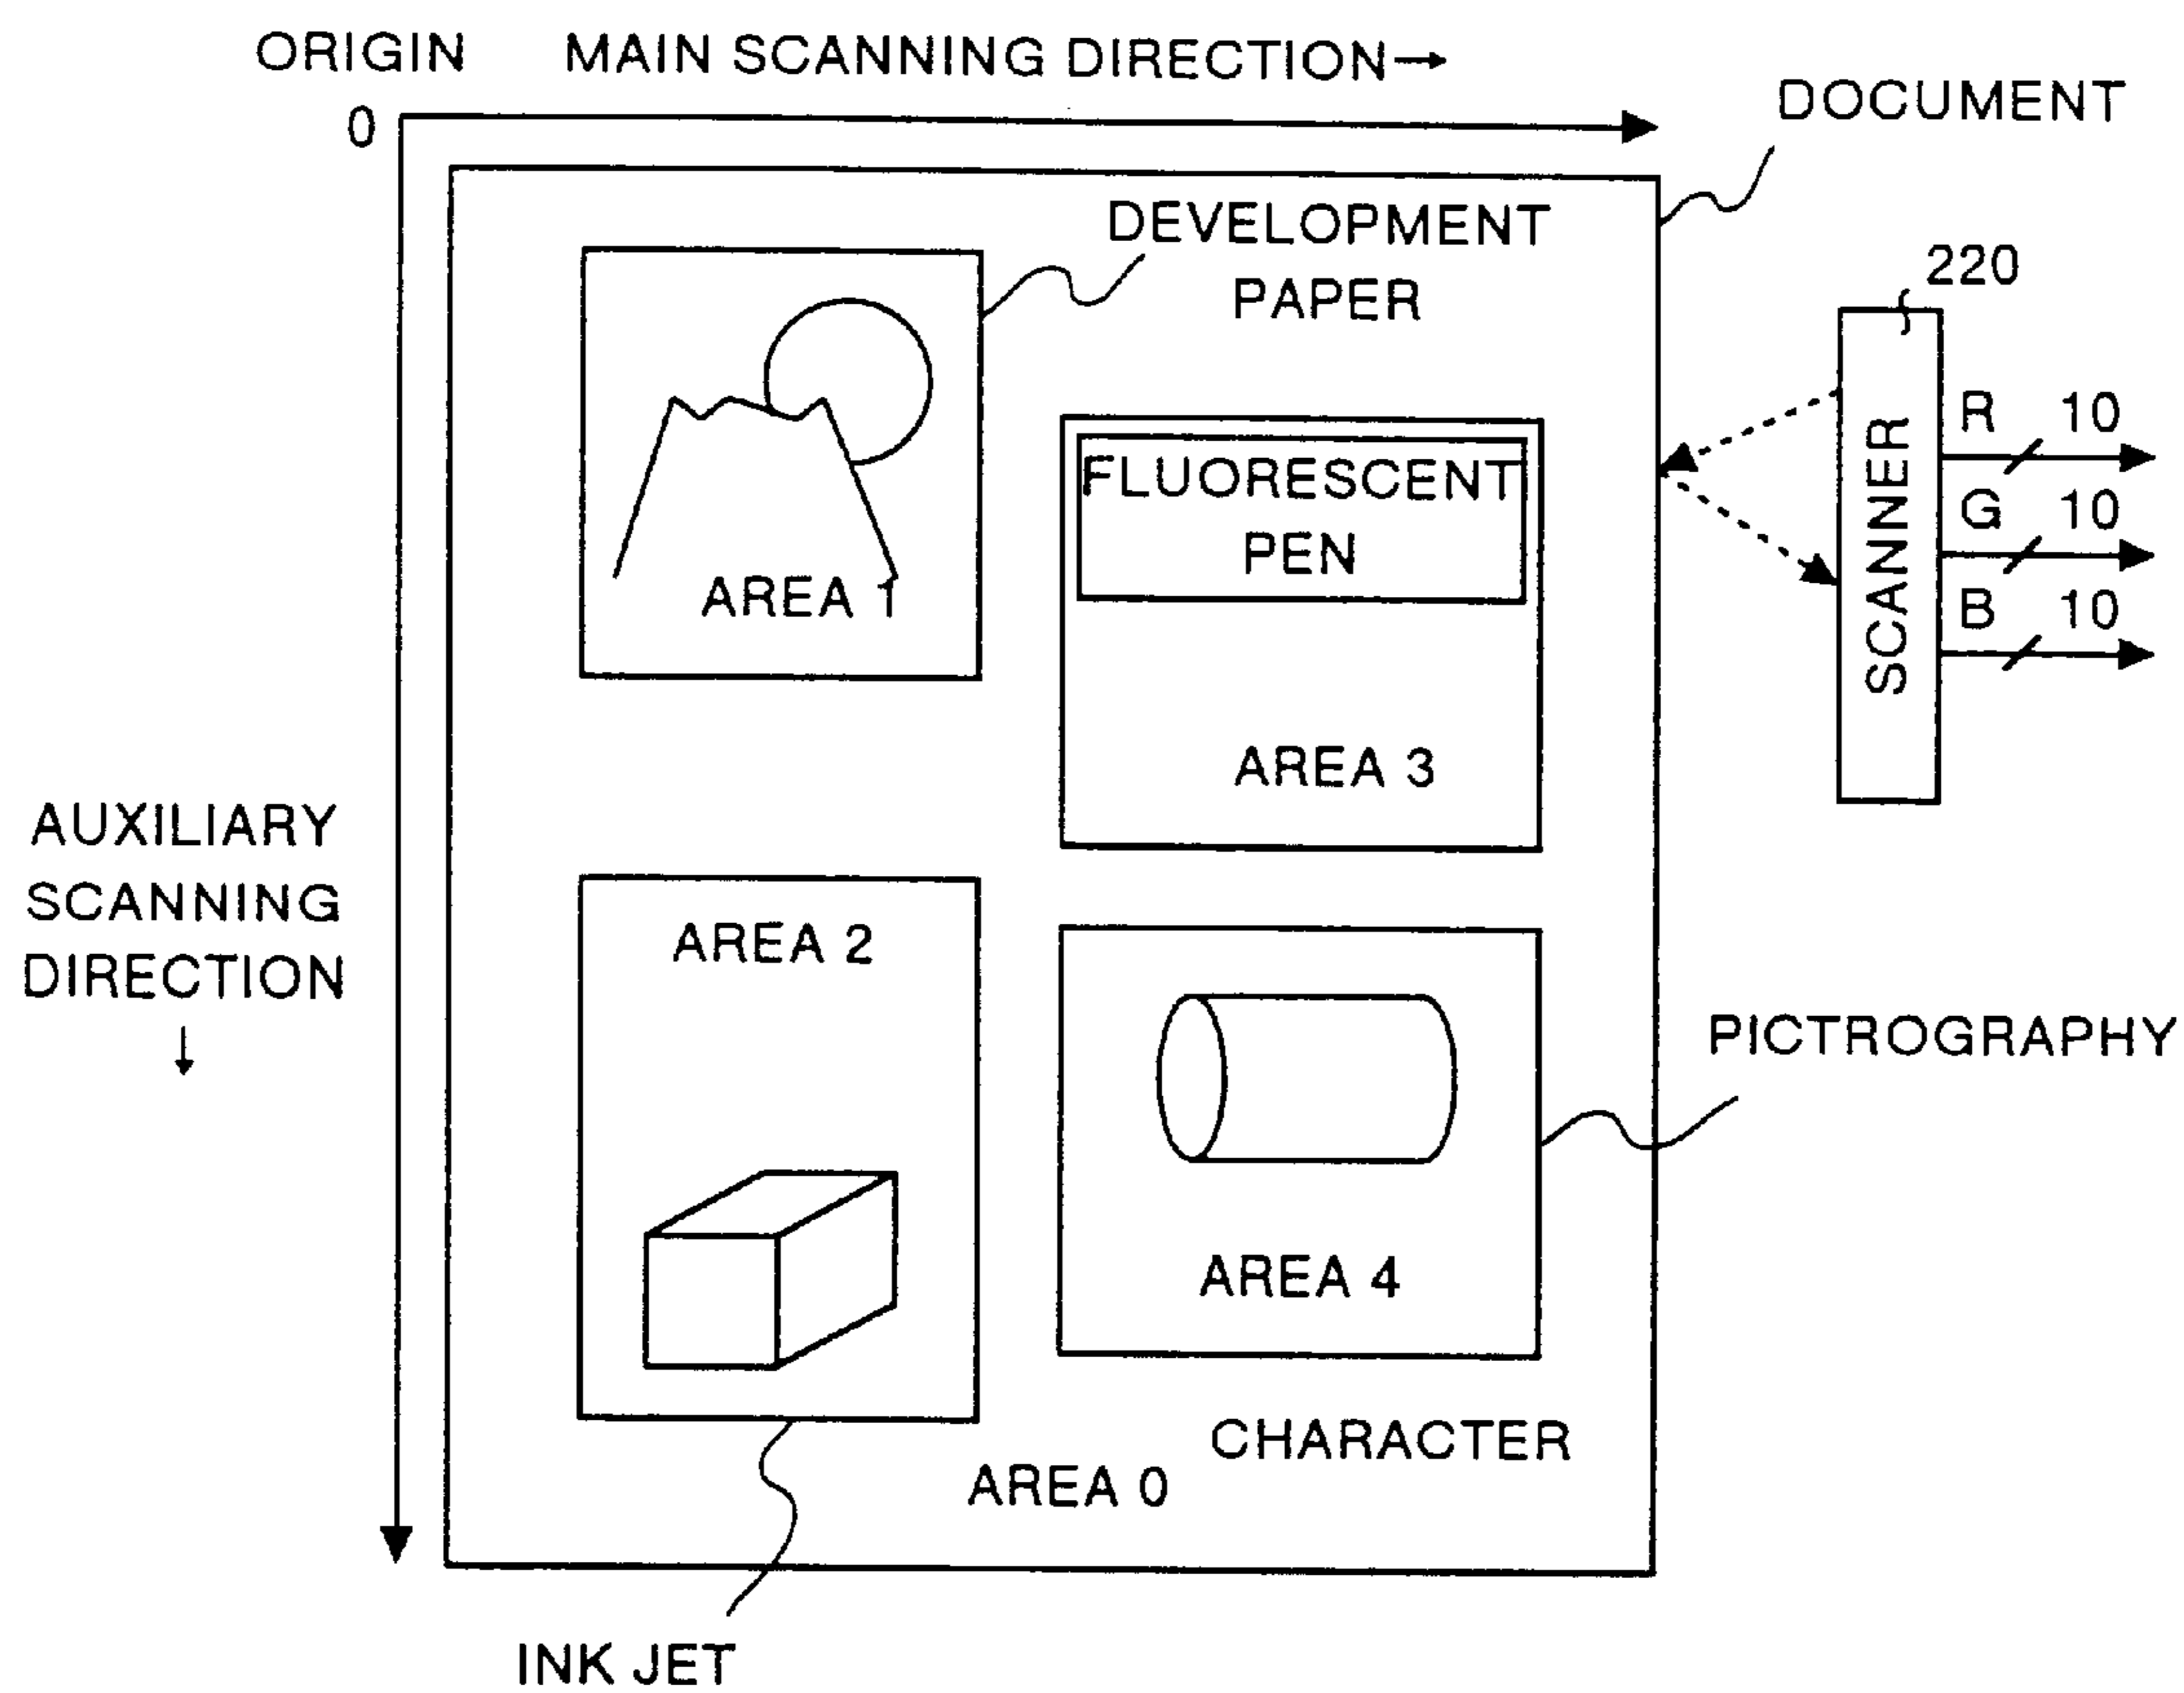 ORIGIN MAIN SCANNING DIRECTION→
0
DOCUMENT
DEVELOPMENT
PAPER
220
AREA 1
FLUORESCENT
PEN
AREA 3
SCANNER
R 10
G 10
B 10
AUXILIARY
SCANNING
DIRECTION
↓
AREA 2
PICTROGRAPHY
AREA 4
CHARACTER
AREA 0
INK JET